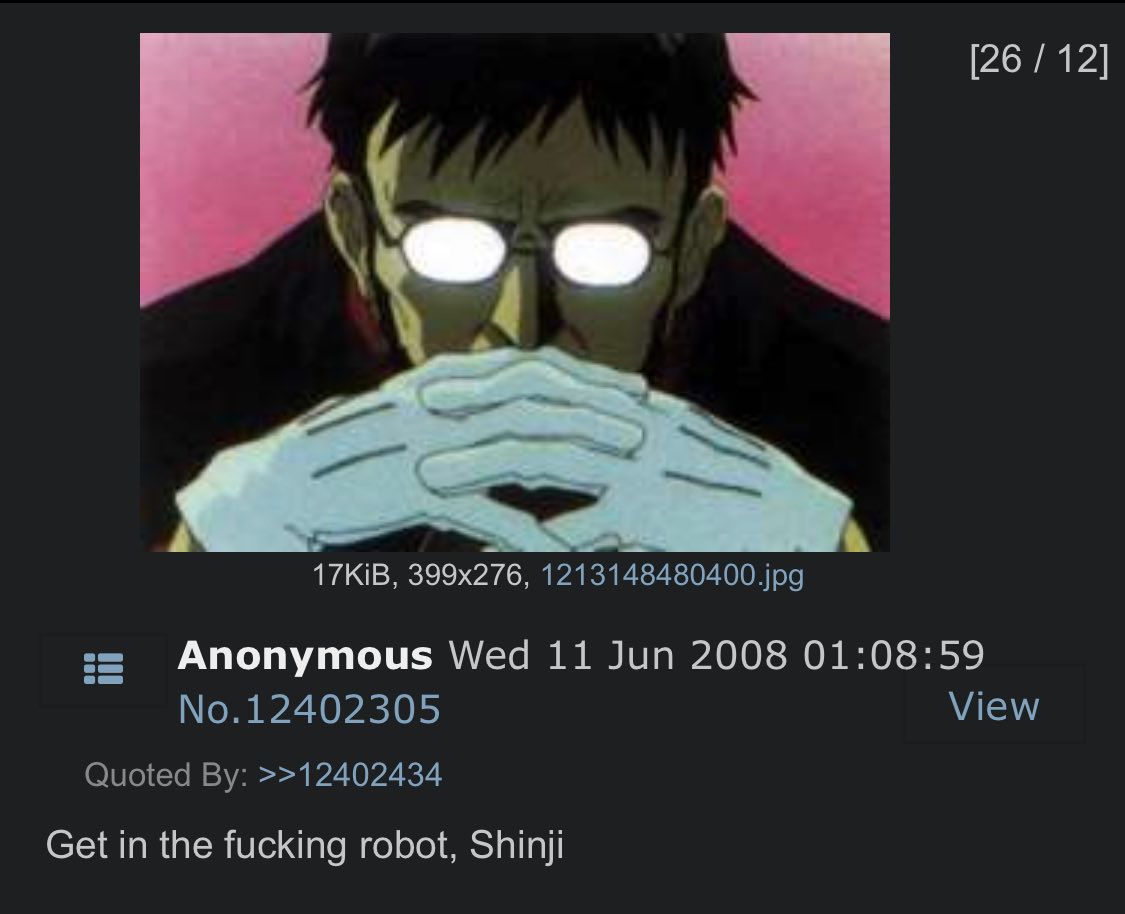 [26 / 12]
17KiB, 399x276, 1213148480400.jpg
Anonymous Wed 11 Jun 2008 01:08:59
No.12402305
View
Quoted By: >>12402434
Get in the fucking robot, Shinji